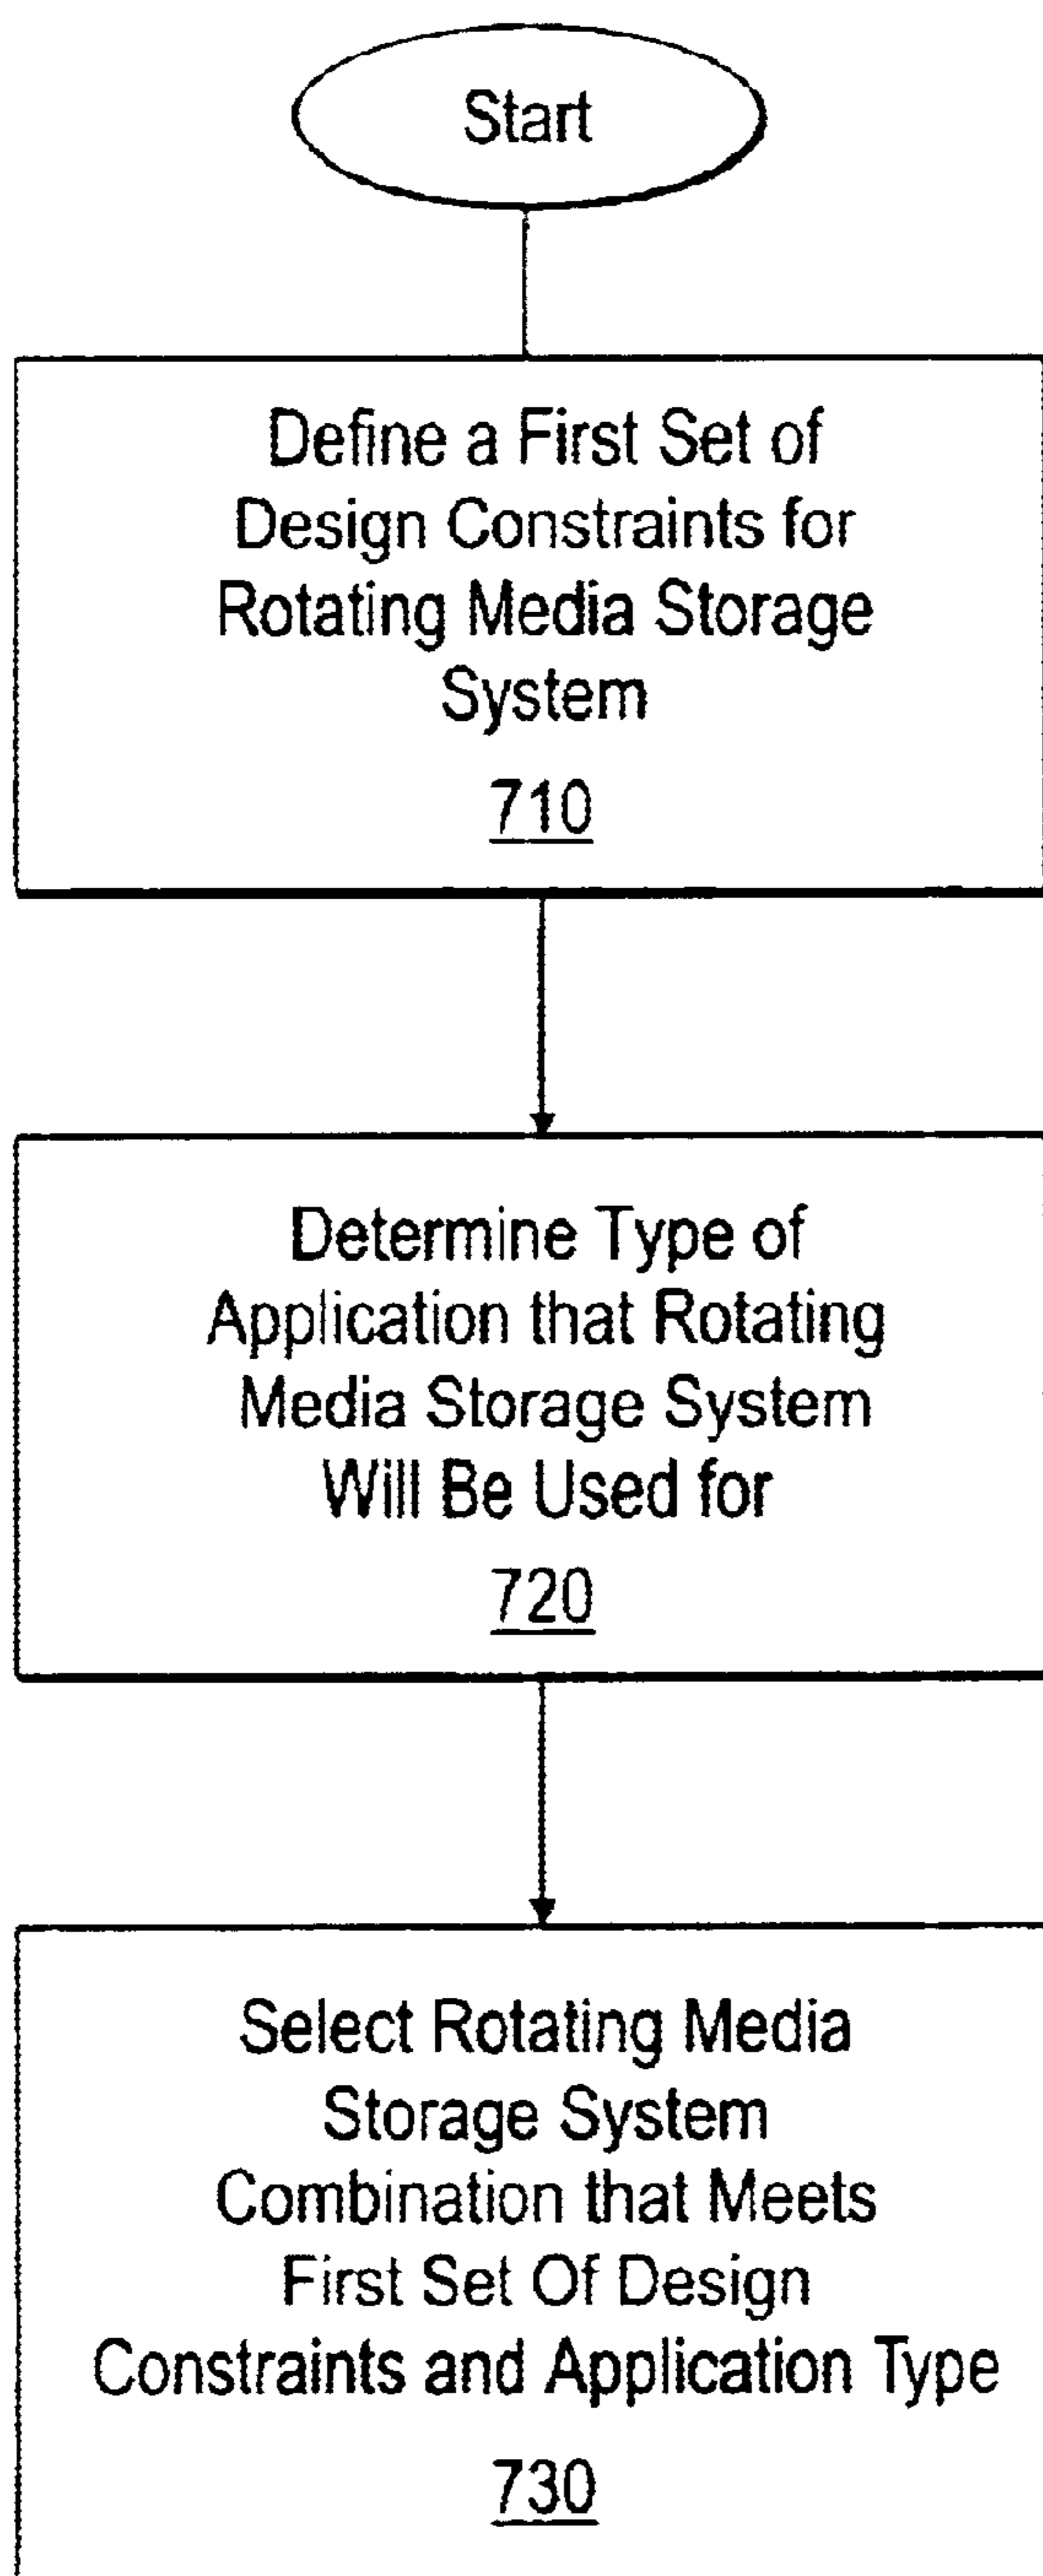 Start
Define a First Set of
Design Constraints for
Rotating Media Storage
System
710
Determine Type of
Application that Rotating
Media Storage System
Will Be Used for
720
Select Rotating Media
Storage System
Combination that Meets
First Set Of Design
Constraints and Application Type
730